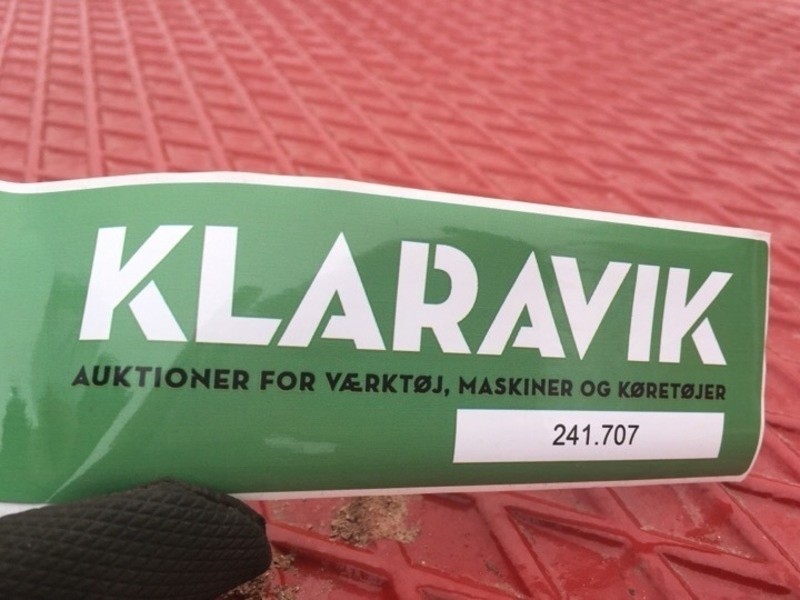 KLARAVIK
AUKTIONER FOR VÆRKTØJ, MASKINER OG KØRETØJER
241.707